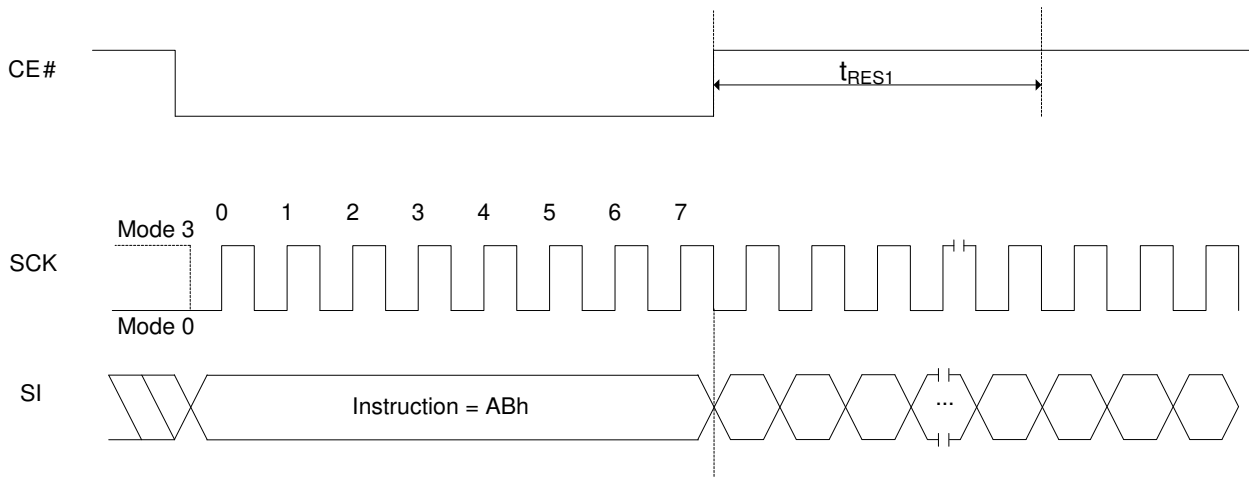 CE#
tRES1
0 1 2 3 4 5 6 7
Mode 3
SCK
Mode 0
SI
Instruction = ABh
...